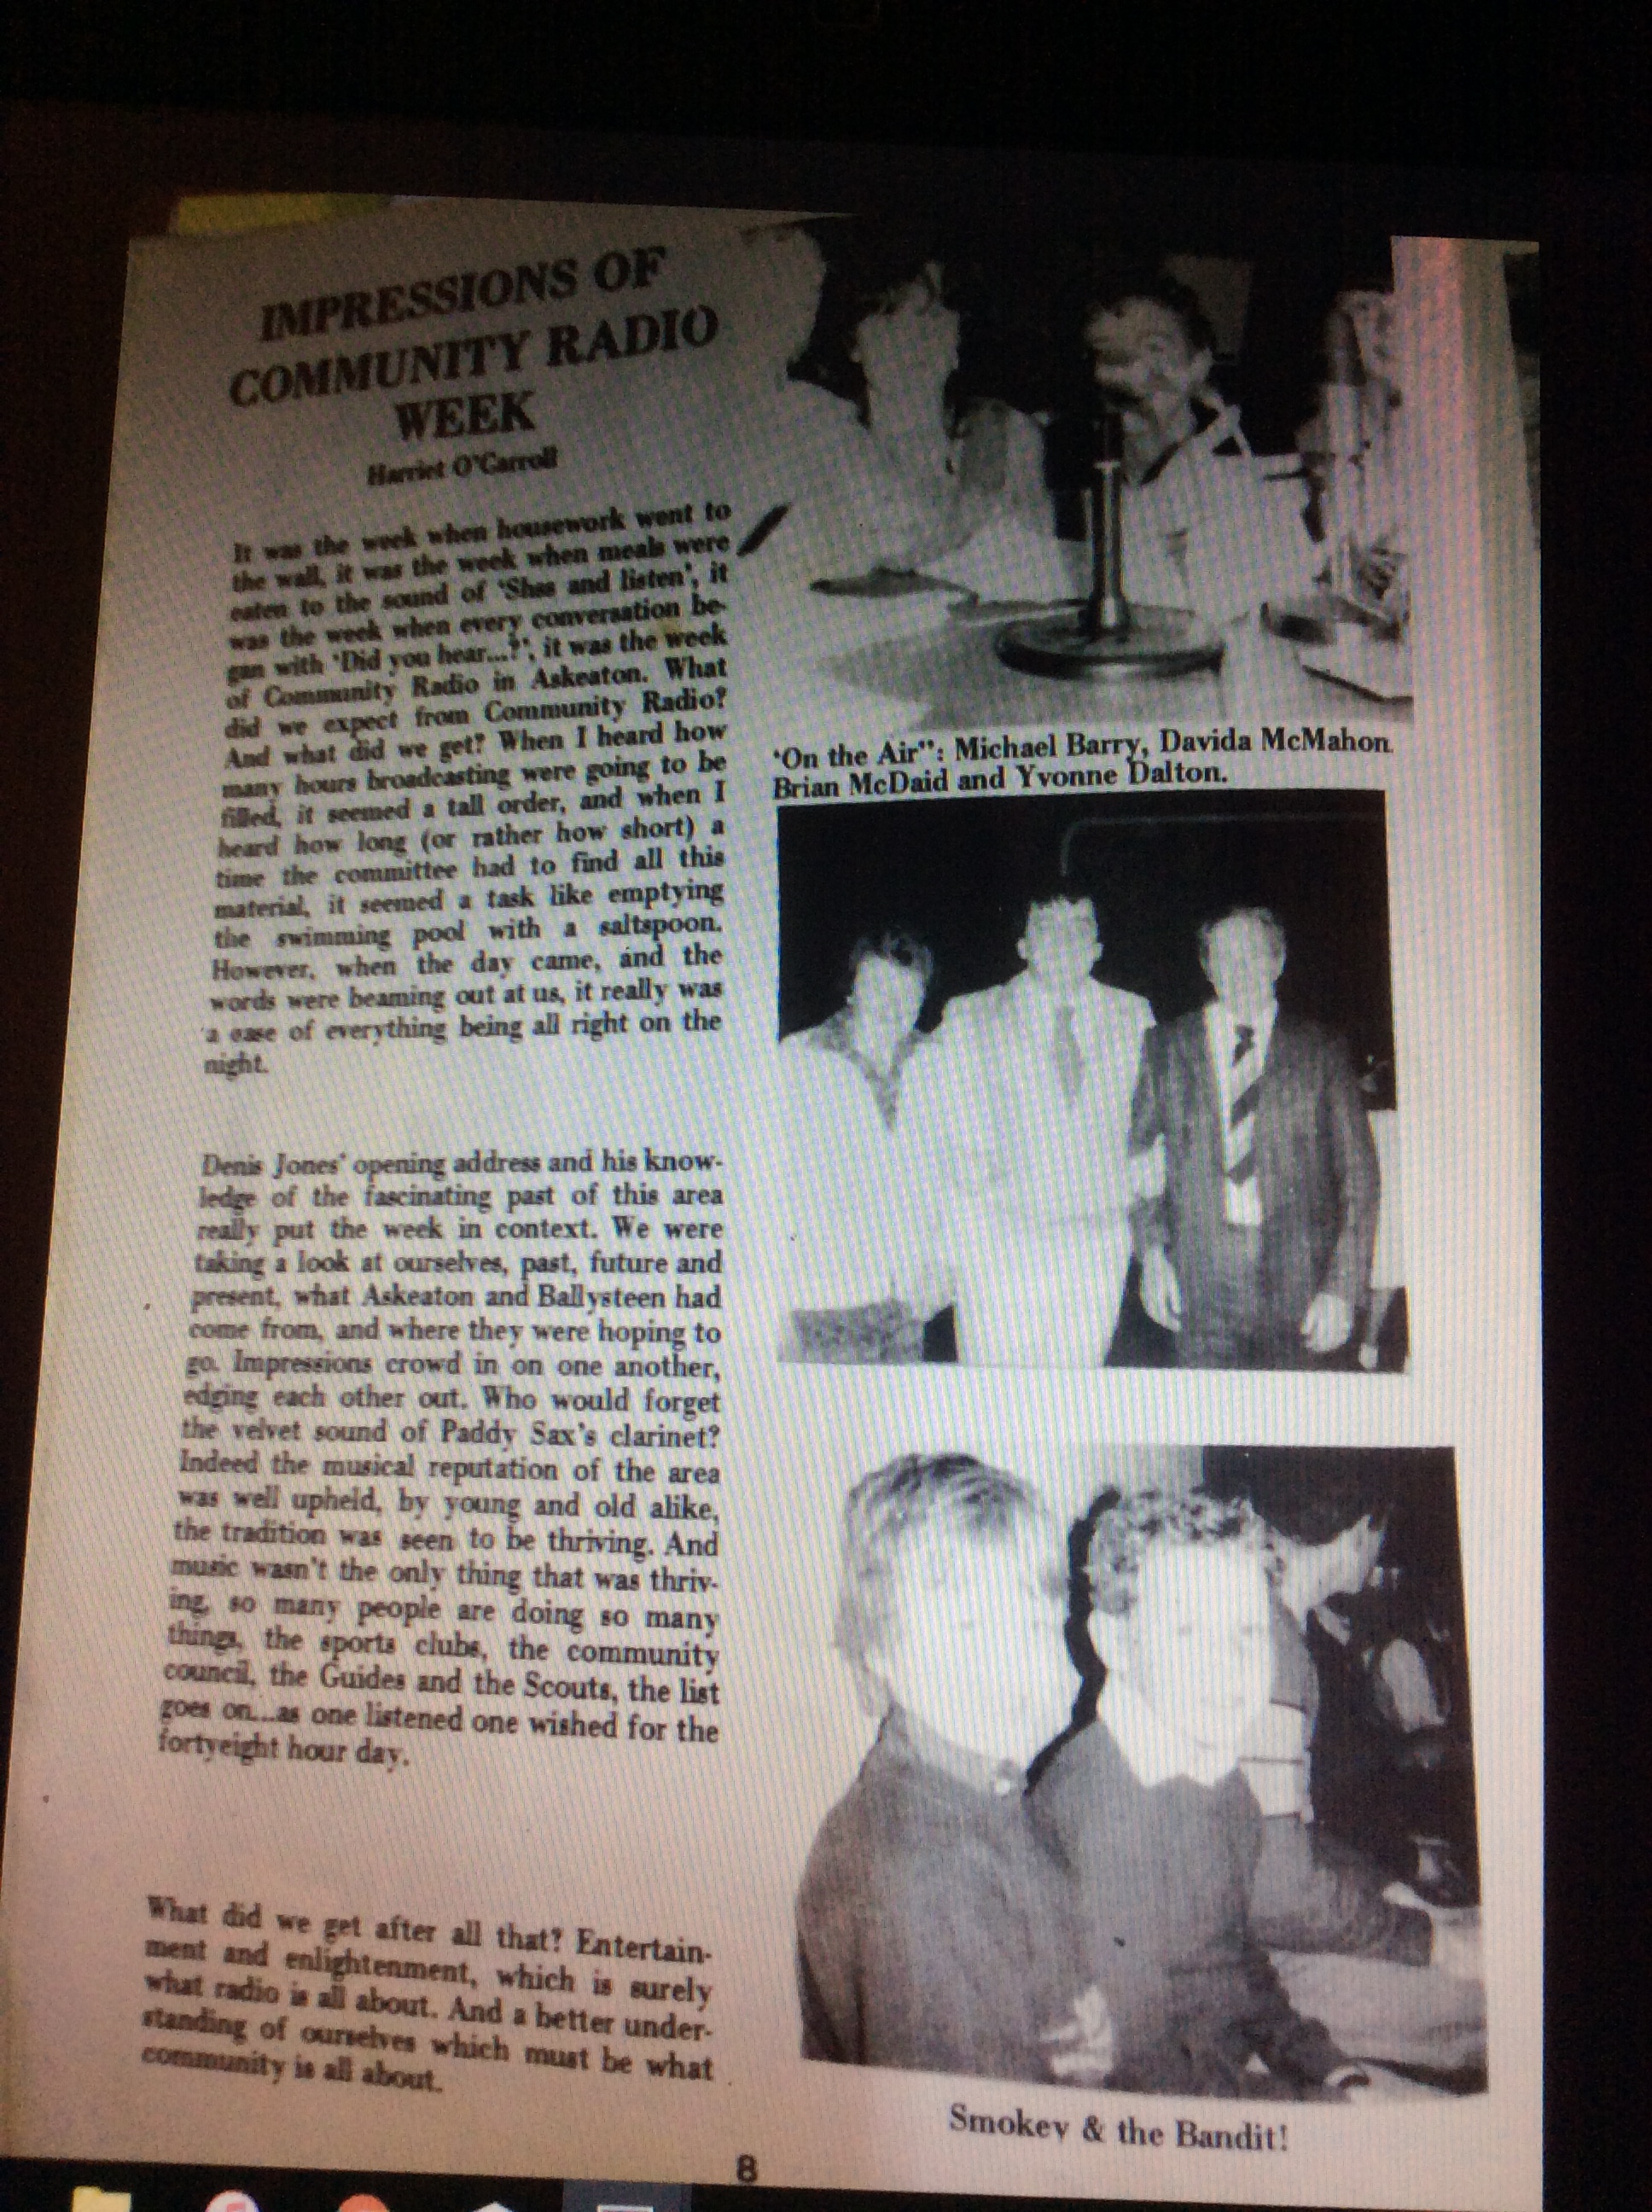 IMPRESSIONS OF
COMMUNITY RADIO
WEEK
Harriet O'Carroll
It was the week when housework went to
the wall, it was the week when meals were
eaten to the sound of 'Shss and listen', it
was the week when every conversation be-
gan with 'Did you hear...?', it was the week
of Community Radio in Askeaton. What
did we expect from Community Radio?
And what did we get? When I heard how
many hours broadcasting were going to be
filled, it seemed a tall order, and when I
heard how long (or rather how short) a
time the committee had to find all this
material, it seemed a task like emptying
the swimming pool with a saltspoon.
However, when the day came, and the
words were beaming out at us, it really was
a case of everything being all right on the
night.
Denis Jones' opening address and his know-
ledge of the fascinating past of this area
really put the week in context. We were
taking a look at ourselves, past, future and
present, what Askeaton and Ballysteen had
come from, and where they were hoping to
go. Impressions crowd in on one another,
edging each other out. Who would forget
the velvet sound of Paddy Sax's clarinet?
Indeed the musical reputation of the area
was well upheld, by young and old alike,
the tradition was seen to be thriving. And
music wasn't the only thing that was thriv-
ing, so many people are doing so many
things, the sports clubs, the community
council, the Guides and the Scouts, the list
goes on...as one listened one wished for the
fortyeight hour day.
What did we get after all that? Entertain-
ment and enlightenment, which is surely
what radio is all about. And a better under-
standing of ourselves which must be what
community is all about.
'On the Air": Michael Barry, Davida McMahon
Brian McDaid and Yvonne Dalton.
Smokey & the Bandit!
8